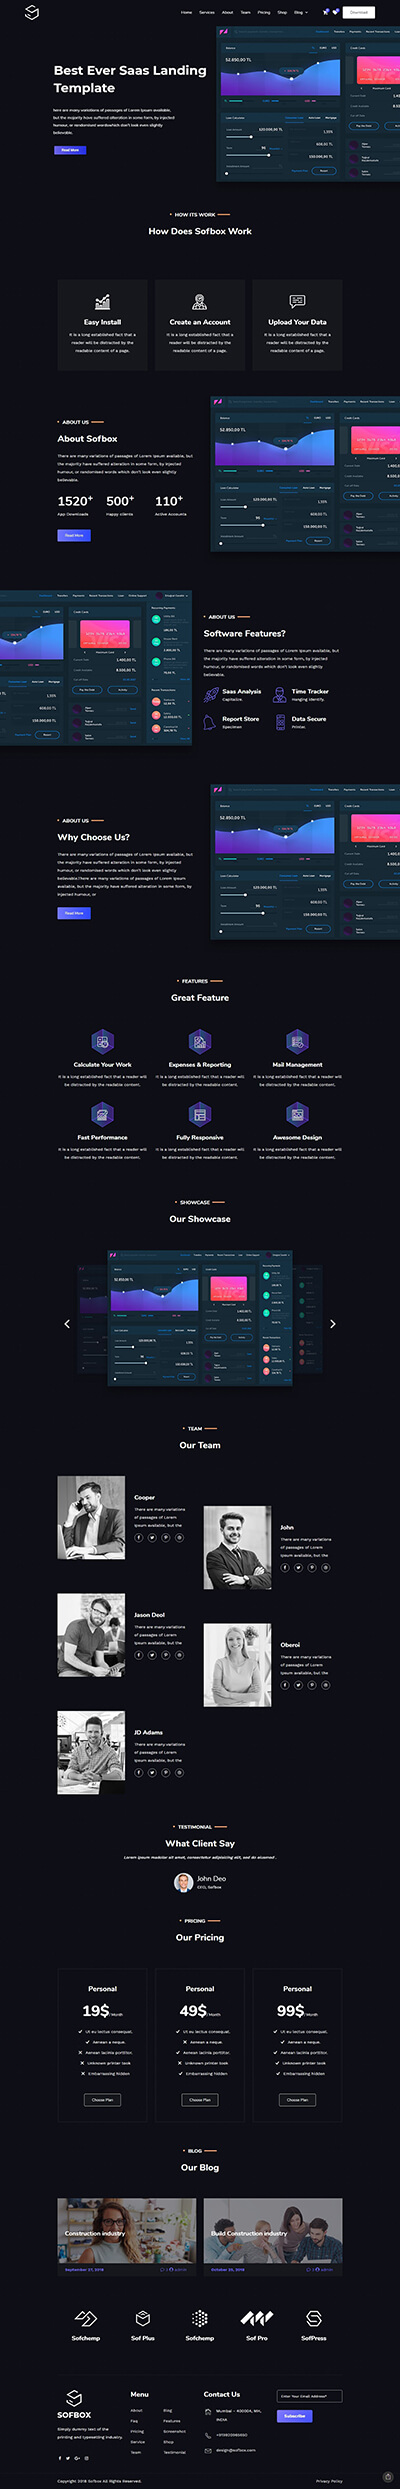 Home Services About Team Pricing Shop Blog
Download
Best Ever Saas Landing
Template
here are many variations of passages of Lorem Ipsum available,
but the majority have suffered alteration in some form, by injected
humour, or randomised wordswhich don't look even slightly
believable.
Read More
HOW ITS WORK
How Does Sofbox Work
Easy Install
It is a long established fact that a
reader will be distracted by the
readable content of a page.
Create an Account
It is a long established fact that a
reader will be distracted by the
readable content of a page.
Upload Your Data
It is a long established fact that a
reader will be distracted by the
readable content of a page.
ABOUT US
About Sofbox
There are many variations of passages of Lorem Ipsum available, but
the majority have suffered alteration in some form, by injected
humour, or randomised words which don't look even slightly
believable.
1520+ 500+ 110+
App Downloads Happy clients Active Accounts
Read More
ABOUT US
Software Features?
There are many variations of passages of Lorem Ipsum available, but
the majority have suffered alteration in some form, by injected
humour, or randomised words which don't look even slightly
believable.
Saas Analysis
Capitalize.
Time Tracker
Hanging identify.
Report Store
Specimen
Data Secure
Printer.
ABOUT US
Why Choose Us?
There are many variations of passages of Lorem Ipsum available, but
the majority have suffered alteration in some form, by injected
humour, or randomised words which don't look even slightly
believable.There are many variations of passages of Lorem Ipsum
available, but the majority have suffered alteration in some form, by
injected humour, or
Read More
FEATURES
Great Feature
Calculate Your Work
It is a long established fact that a reader will
be distracted by the readable content.
Expenses & Reporting
It is a long established fact that a reader will
be distracted by the readable content.
Mail Management
It is a long established fact that a reader will
be distracted by the readable content.
Fast Performance
It is a long established fact that a reader will
be distracted by the readable content.
Fully Responsive
It is a long established fact that a reader will
be distracted by the readable content.
Awesome Design
It is a long established fact that a reader will
be distracted by the readable content.
SHOWCASE
Our Showcase
TEAM
Our Team
Cooper
There are many variations
of passages of Lorem
Ipsum available, but the
John
There are many variations
of passages of Lorem
Ipsum available, but the
Jason Deol
There are many variations
of passages of Lorem
Ipsum available, but the
Oberoi
There are many variations
of passages of Lorem
Ipsum available, but the
JD Adams
There are many variations
of passages of Lorem
Ipsum available, but the
TESTIMONIAL
What Client Say
Lorem ipsum madolor sit amet, consectetur adipisicing elit, sed do eiusmod .
John Deo
CEO, Sofbox
PRICING
Our Pricing
Personal
19$/ Month
Ut eu lectus consequat,
Aenean a neque.
Aenean lacinia porttitor.
Unknown printer task
Embarrassing hidden
Choose Plan
Personal
49$/ Month
Ut eu lectus consequat,
Aenean a neque.
Aenean lacinia porttitor.
Unknown printer task
Embarrassing hidden
Choose Plan
Personal
99$/ Month
Ut eu lectus consequat,
Aenean a neque.
Aenean lacinia porttitor.
Unknown printer task
Embarrassing hidden
Choose Plan
BLOG
Our Blog
Construction industry
September 27, 2018
Build Construction industry
October 20, 2018
Sofchemp Sof Plus Sofchemp Sof Pro SofPress
SOFBOX
Simply dummy text of the
printing and typesetting industry.
Menu
About Blog
Faq Features
Pricing Screenshot
Service Shop
Team Testimonial
Contact Us
Mumbai - 400004, MH,
INDIA
design@sofbox.com
Enter Your Email Address*
Subscribe
Copyright 2018 Sofbox All Rights Reserved. Privacy Policy